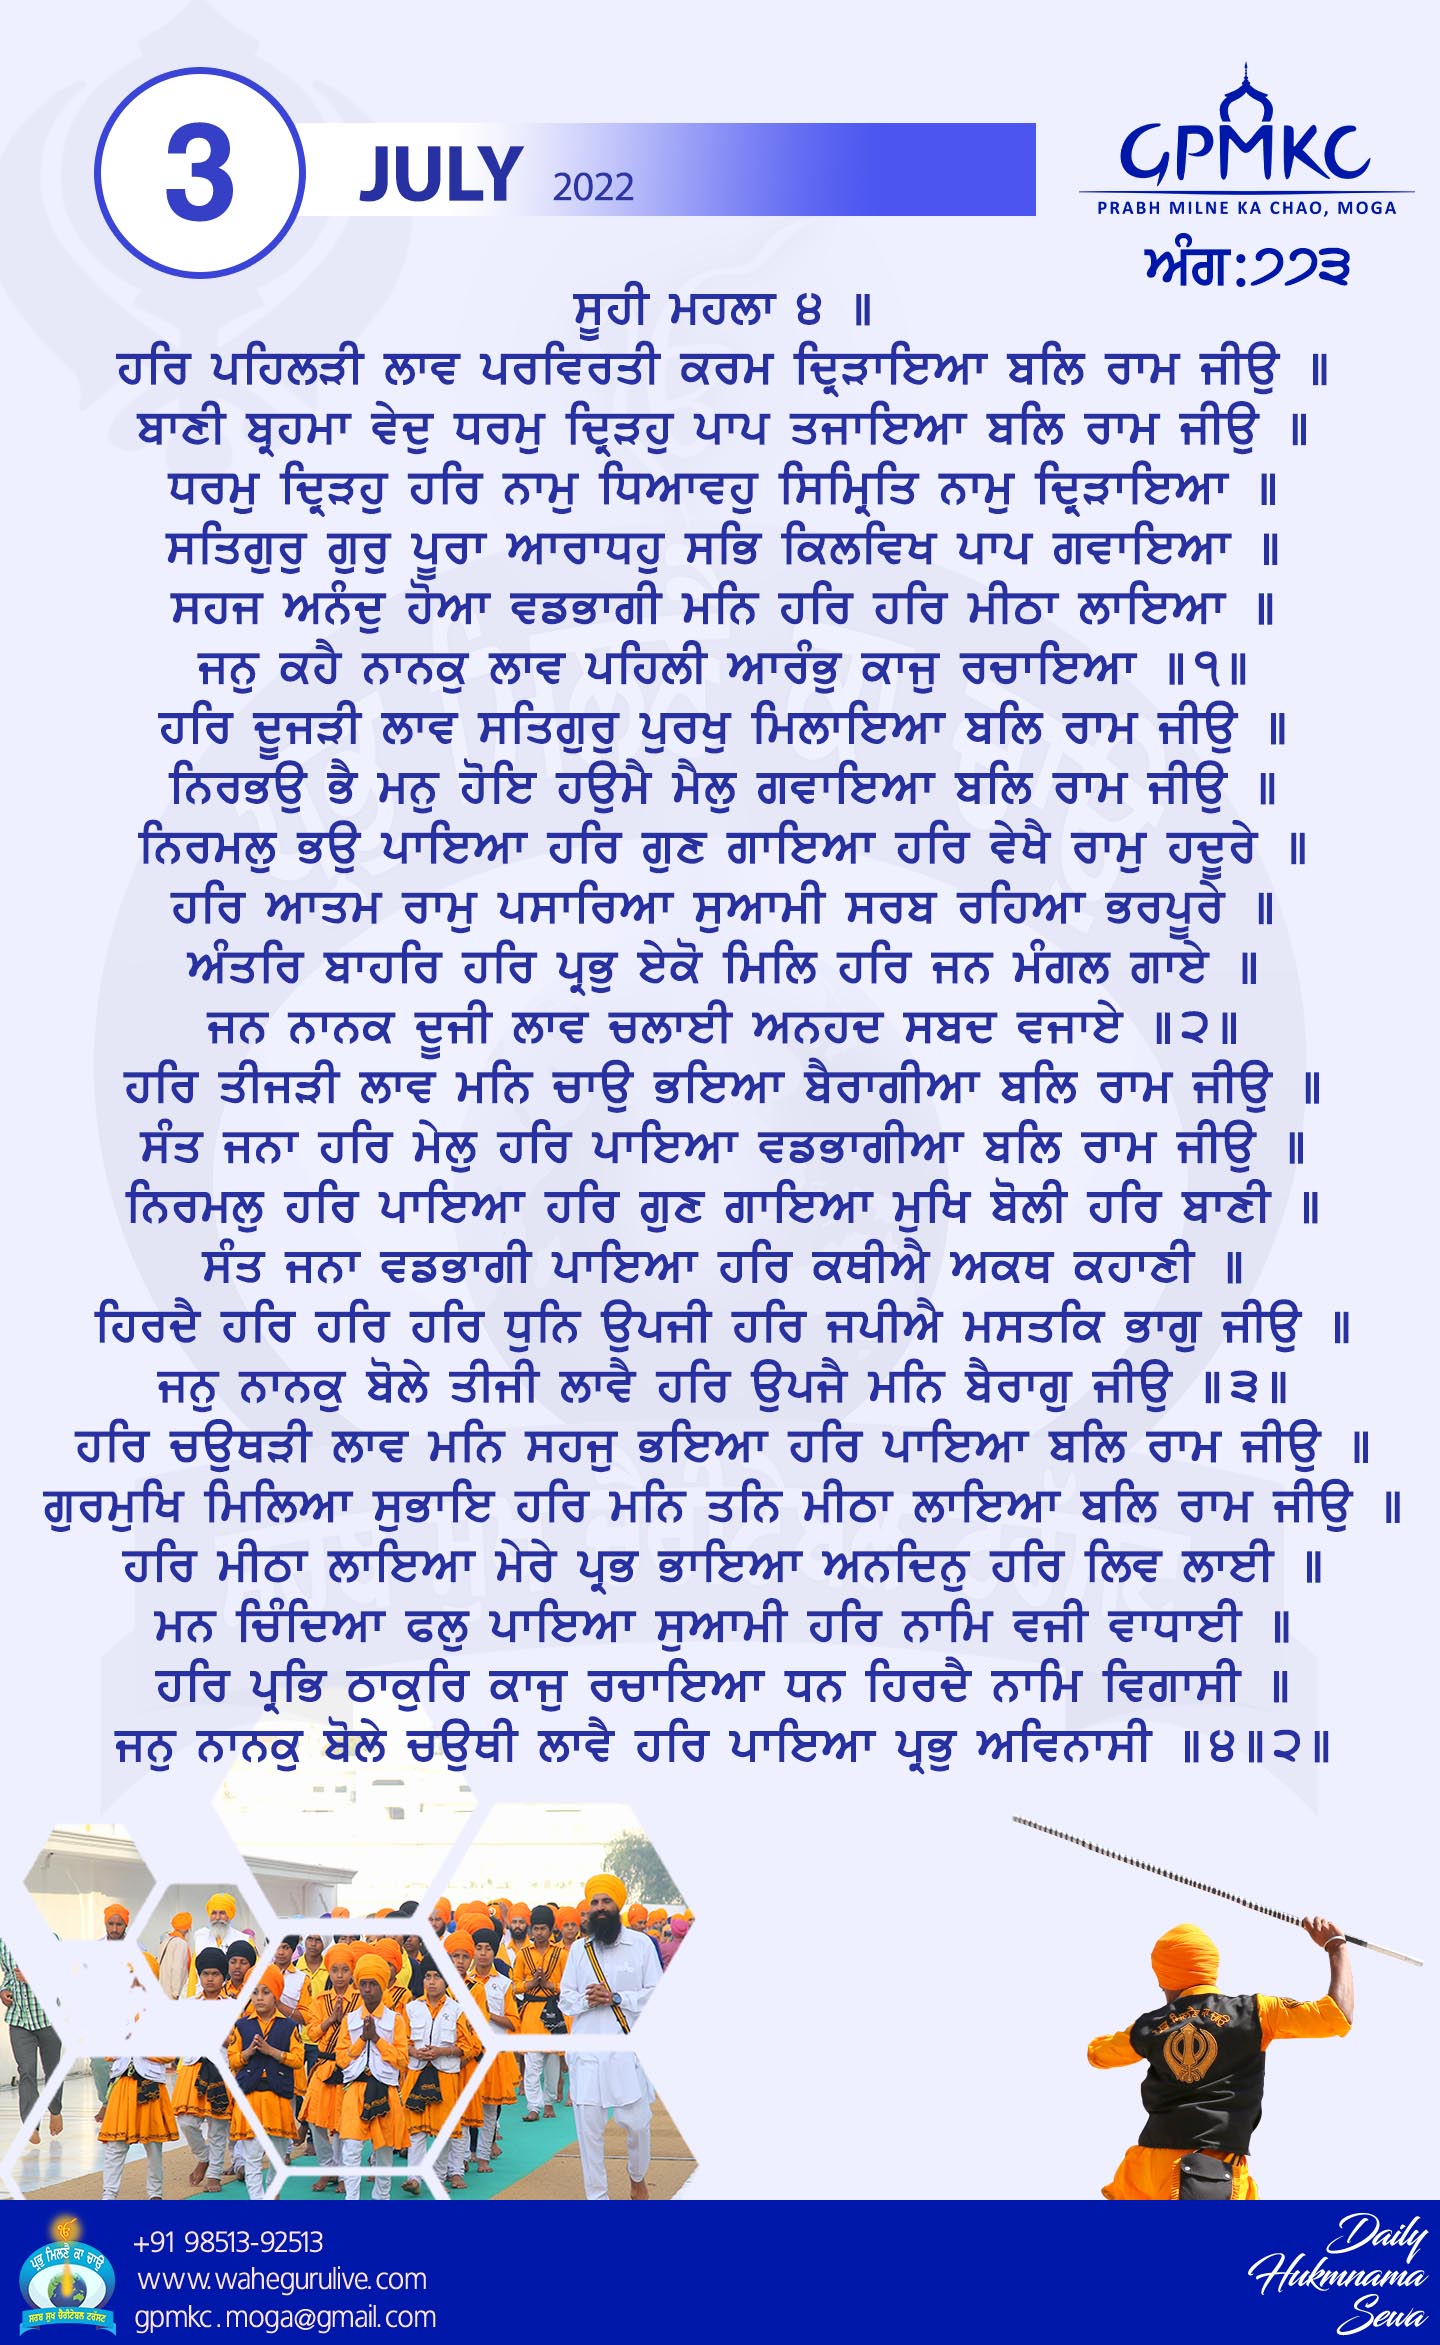 3
JULY 2022
GPMKC
PRABH MILNE KA CHAO, MOGA
ਅੰਗ:੭੭੩
ਸੂਹੀ ਮਹਲਾ ੪ ॥
ਹਰਿ ਪਹਿਲੜੀ ਲਾਵ ਪਰਵਿਰਤੀ ਕਰਮ ਦ੍ਰਿੜਾਇਆ ਬਲਿ ਰਾਮ ਜੀਉ ॥
ਬਾਣੀ ਬ੍ਰਹਮਾ ਵੇਦੁ ਧਰਮੁ ਦ੍ਰਿੜਹੁ ਪਾਪ ਤਜਾਇਆ ਬਲਿ ਰਾਮ ਜੀਉ ॥
ਧਰਮੁ ਦ੍ਰਿੜਹੁ ਹਰਿ ਨਾਮੁ ਧਿਆਵਹੁ ਸਿਮ੍ਰਿਤਿ ਨਾਮੁ ਦ੍ਰਿੜਾਇਆ ॥
ਸਤਿਗੁਰੁ ਗੁਰੁ ਪੂਰਾ ਆਰਾਧਹੁ ਸਭਿ ਕਿਲਵਿਖ ਪਾਪ ਗਵਾਇਆ ॥
ਸਹਜ ਅਨੰਦੁ ਹੋਆ ਵਡਭਾਗੀ ਮਨਿ ਹਰਿ ਹਰਿ ਮੀਠਾ ਲਾਇਆ ॥
ਜਨੁ ਕਹੈ ਨਾਨਕੁ ਲਾਵ ਪਹਿਲੀ ਆਰੰਭੁ ਕਾਜੁ ਰਚਾਇਆ ॥੧॥
ਹਰਿ ਦੂਜੜੀ ਲਾਵ ਸਤਿਗੁਰੁ ਪੁਰਖੁ ਮਿਲਾਇਆ ਬਲਿ ਰਾਮ ਜੀਉ ॥
ਨਿਰਭਉ ਭੈ ਮਨੁ ਹੋਇ ਹਉਮੈ ਮੈਲੁ ਗਵਾਇਆ ਬਲਿ ਰਾਮ ਜੀਉ ॥
ਨਿਰਮਲੁ ਭਉ ਪਾਇਆ ਹਰਿ ਗੁਣ ਗਾਇਆ ਹਰਿ ਵੇਖੈ ਰਾਮੁ ਹਦੂਰੇ ॥
ਹਰਿ ਆਤਮ ਰਾਮੁ ਪਸਾਰਿਆ ਸੁਆਮੀ ਸਰਬ ਰਹਿਆ ਭਰਪੂਰੇ ॥
ਅੰਤਰਿ ਬਾਹਰਿ ਹਰਿ ਪ੍ਰਭੁ ਏਕੋ ਮਿਲਿ ਹਰਿ ਜਨ ਮੰਗਲ ਗਾਏ ॥
ਜਨ ਨਾਨਕ ਦੂਜੀ ਲਾਵ ਚਲਾਈ ਅਨਹਦ ਸਬਦ ਵਜਾਏ ॥੨॥
ਹਰਿ ਤੀਜੜੀ ਲਾਵ ਮਨਿ ਚਾਉ ਭਇਆ ਬੈਰਾਗੀਆ ਬਲਿ ਰਾਮ ਜੀਉ ॥
ਸੰਤ ਜਨਾ ਹਰਿ ਮੇਲੁ ਹਰਿ ਪਾਇਆ ਵਡਭਾਗੀਆ ਬਲਿ ਰਾਮ ਜੀਉ ॥
ਨਿਰਮਲੁ ਹਰਿ ਪਾਇਆ ਹਰਿ ਗੁਣ ਗਾਇਆ ਮੁਖਿ ਬੋਲੀ ਹਰਿ ਬਾਣੀ ॥
ਸੰਤ ਜਨਾ ਵਡਭਾਗੀ ਪਾਇਆ ਹਰਿ ਕਥੀਐ ਅਕਥ ਕਹਾਣੀ ॥
ਹਿਰਦੈ ਹਰਿ ਹਰਿ ਹਰਿ ਧੁਨਿ ਉਪਜੀ ਹਰਿ ਜਪੀਐ ਮਸਤਕਿ ਭਾਗੁ ਜੀਉ ॥
ਜਨੁ ਨਾਨਕੁ ਬੋਲੇ ਤੀਜੀ ਲਾਵੈ ਹਰਿ ਉਪਜੈ ਮਨਿ ਬੈਰਾਗੁ ਜੀਉ ॥੩॥
ਹਰਿ ਚਉਥੜੀ ਲਾਵ ਮਨਿ ਸਹਜੁ ਭਇਆ ਹਰਿ ਪਾਇਆ ਬਲਿ ਰਾਮ ਜੀਉ ॥
ਗੁਰਮੁਖਿ ਮਿਲਿਆ ਸੁਭਾਇ ਹਰਿ ਮਨਿ ਤਨਿ ਮੀਠਾ ਲਾਇਆ ਬਲਿ ਰਾਮ ਜੀਉ ॥
ਹਰਿ ਮੀਠਾ ਲਾਇਆ ਮੇਰੇ ਪ੍ਰਭ ਭਾਇਆ ਅਨਦਿਨੁ ਹਰਿ ਲਿਵ ਲਾਈ ॥
ਮਨ ਚਿੰਦਿਆ ਫਲੁ ਪਾਇਆ ਸੁਆਮੀ ਹਰਿ ਨਾਮਿ ਵਜੀ ਵਾਧਾਈ ॥
ਹਰਿ ਪ੍ਰਭਿ ਠਾਕੁਰਿ ਕਾਜੁ ਰਚਾਇਆ ਧਨ ਹਿਰਦੈ ਨਾਮਿ ਵਿਗਾਸੀ ॥
ਜਨੁ ਨਾਨਕੁ ਬੋਲੇ ਚਉਥੀ ਲਾਵੈ ਹਰਿ ਪਾਇਆ ਪ੍ਰਭੁ ਅਵਿਨਾਸੀ ॥੪॥੨॥
ਪ੍ਰਭ ਮਿਲਣੈ ਕਾ ਚਾਉ
ਸਰਬ ਸੁਖ ਚੈਰੀਟੇਬਲ ਟਰੱਸਟ
+91 98513-92513
www.wahegurulive.com
gpmkc.moga@gmail.com
Daily
Hukmnama
Sewa